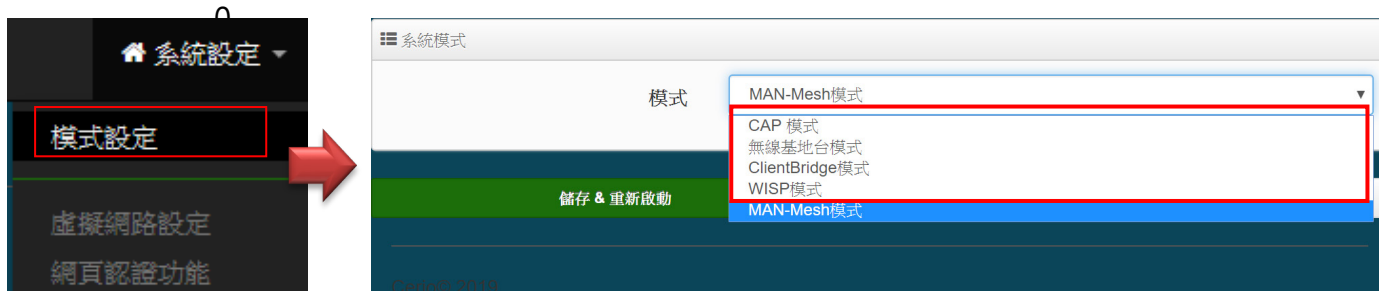 系統設定
模式設定
虛擬網路設定
網頁認證功能
系統模式
模式
MAN-Mesh模式
CAP 模式
無線基地台模式
ClientBridge模式
WISP模式
MAN-Mesh模式
儲存 & 重新啟動